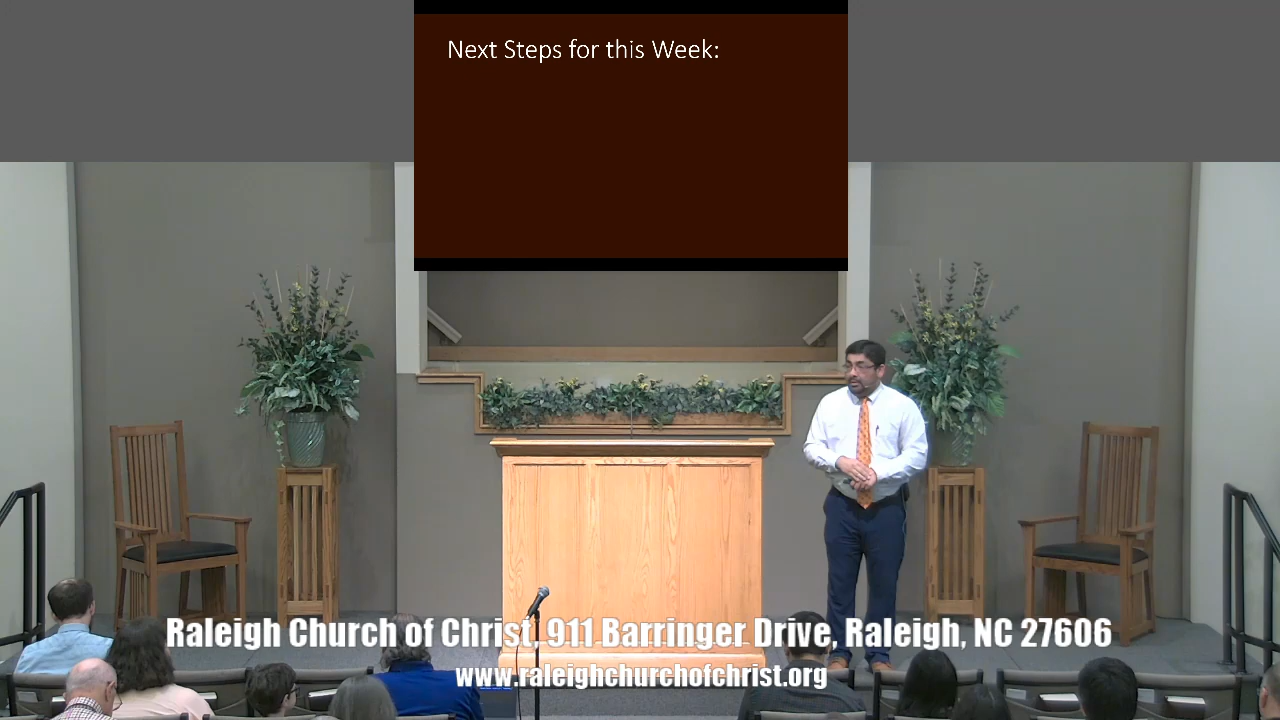 Next Steps for this Week:
Raleigh Church of Christ, 911 Barringer Drive, Raleigh, NC 27606
www.raleighchurchofchrist.org